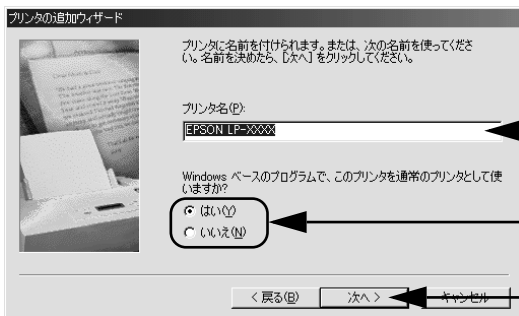 プリンタの追加ウィザード
プリンタに名前を付けられます。または、次の名前を使ってくださ
い。名前を決めたら、[次へ] をクリックしてください。
プリンタ名(P):
EPSON LP-XXXX
Windows ベースのプログラムで、このプリンタを通常のプリンタとして使
いますか?
はい(Y)
いいえ(N)
< 戻る(B)
次へ >
キャンセル